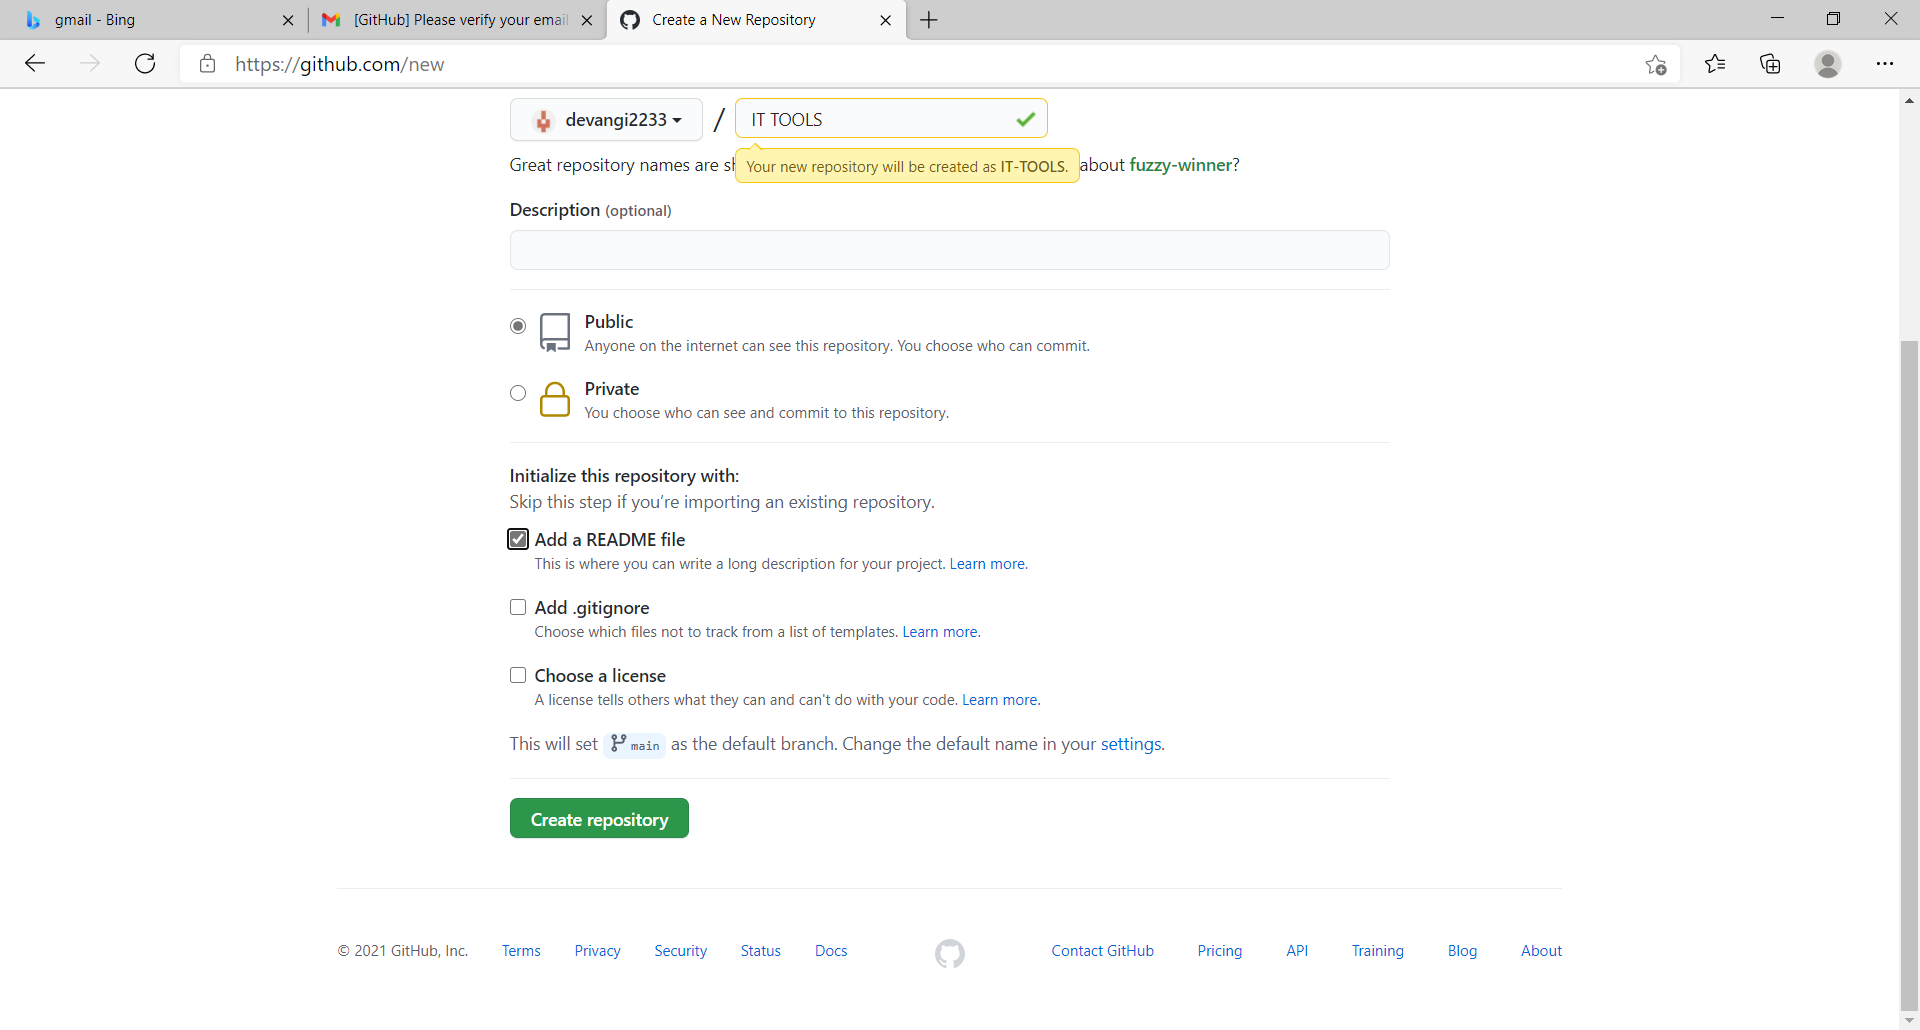 gmail - Bing
[GitHub] Please verify your email
Create a New Repository
https://github.com/new
devangi2233 / IT TOOLS
Great repository names are sh
Your new repository will be created as IT-TOOLS.
about fuzzy-winner?
Description (optional)
Public
Anyone on the internet can see this repository. You choose who can commit.
Private
You choose who can see and commit to this repository.
Initialize this repository with:
Skip this step if you’re importing an existing repository.
Add a README file
This is where you can write a long description for your project. Learn more.
Add .gitignore
Choose which files not to track from a list of templates. Learn more.
Choose a license
A license tells others what they can and can't do with your code. Learn more.
This will set main as the default branch. Change the default name in your settings.
Create repository
© 2021 GitHub, Inc. Terms Privacy Security Status Docs Contact GitHub Pricing API Training Blog About